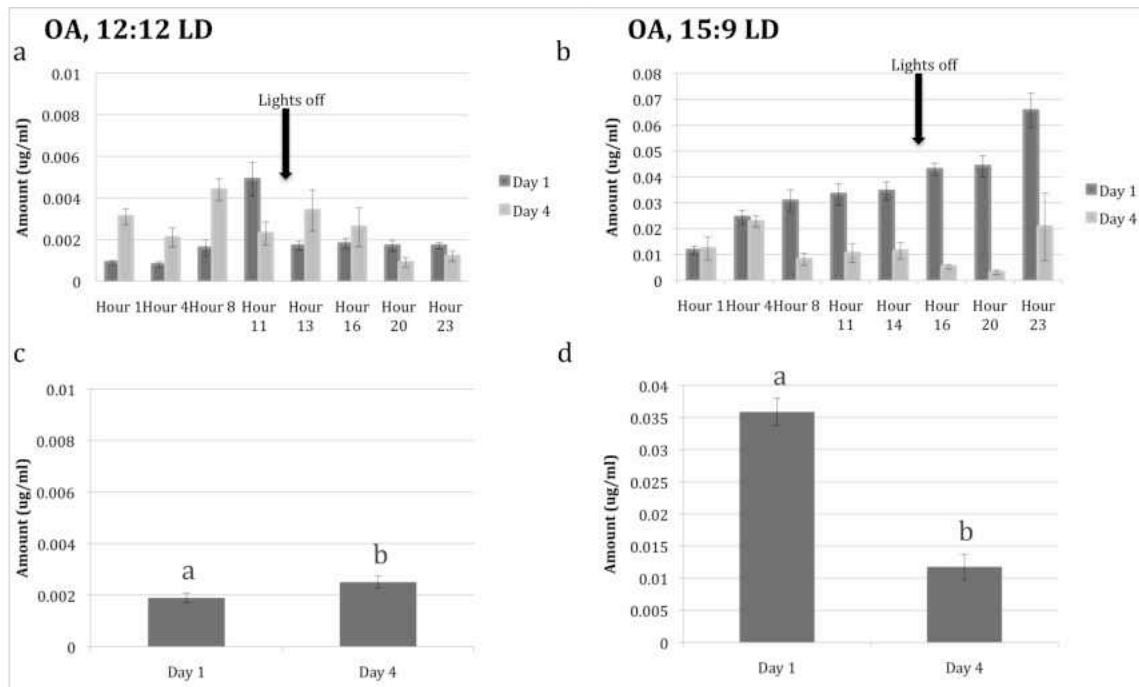 OA, 12:12 LD
a
Amount (ug/ml)
0.01
0.008
0.006
0.004
0.002
0
Lights off
Day 1
Day 4
Hour 1 Hour 4 Hour 8 Hour Hour Hour Hour Hour
11 13 16 20 23
OA, 15:9 LD
b
Amount (ug/ml)
0.08
0.07
0.06
0.05
0.04
0.03
0.02
0.01
0
Lights off
Day 1
Day 4
Hour 1 Hour 4 Hour 8 Hour Hour Hour Hour Hour
11 14 16 20 23
c
Amount (ug/ml)
0.01
0.008
0.006
0.004
0.002
0
a
b
Day 1 Day 4
d
Amount (ug/ml)
0.04
0.035
0.03
0.025
0.02
0.015
0.01
0.005
0
a
b
Day 1 Day 4